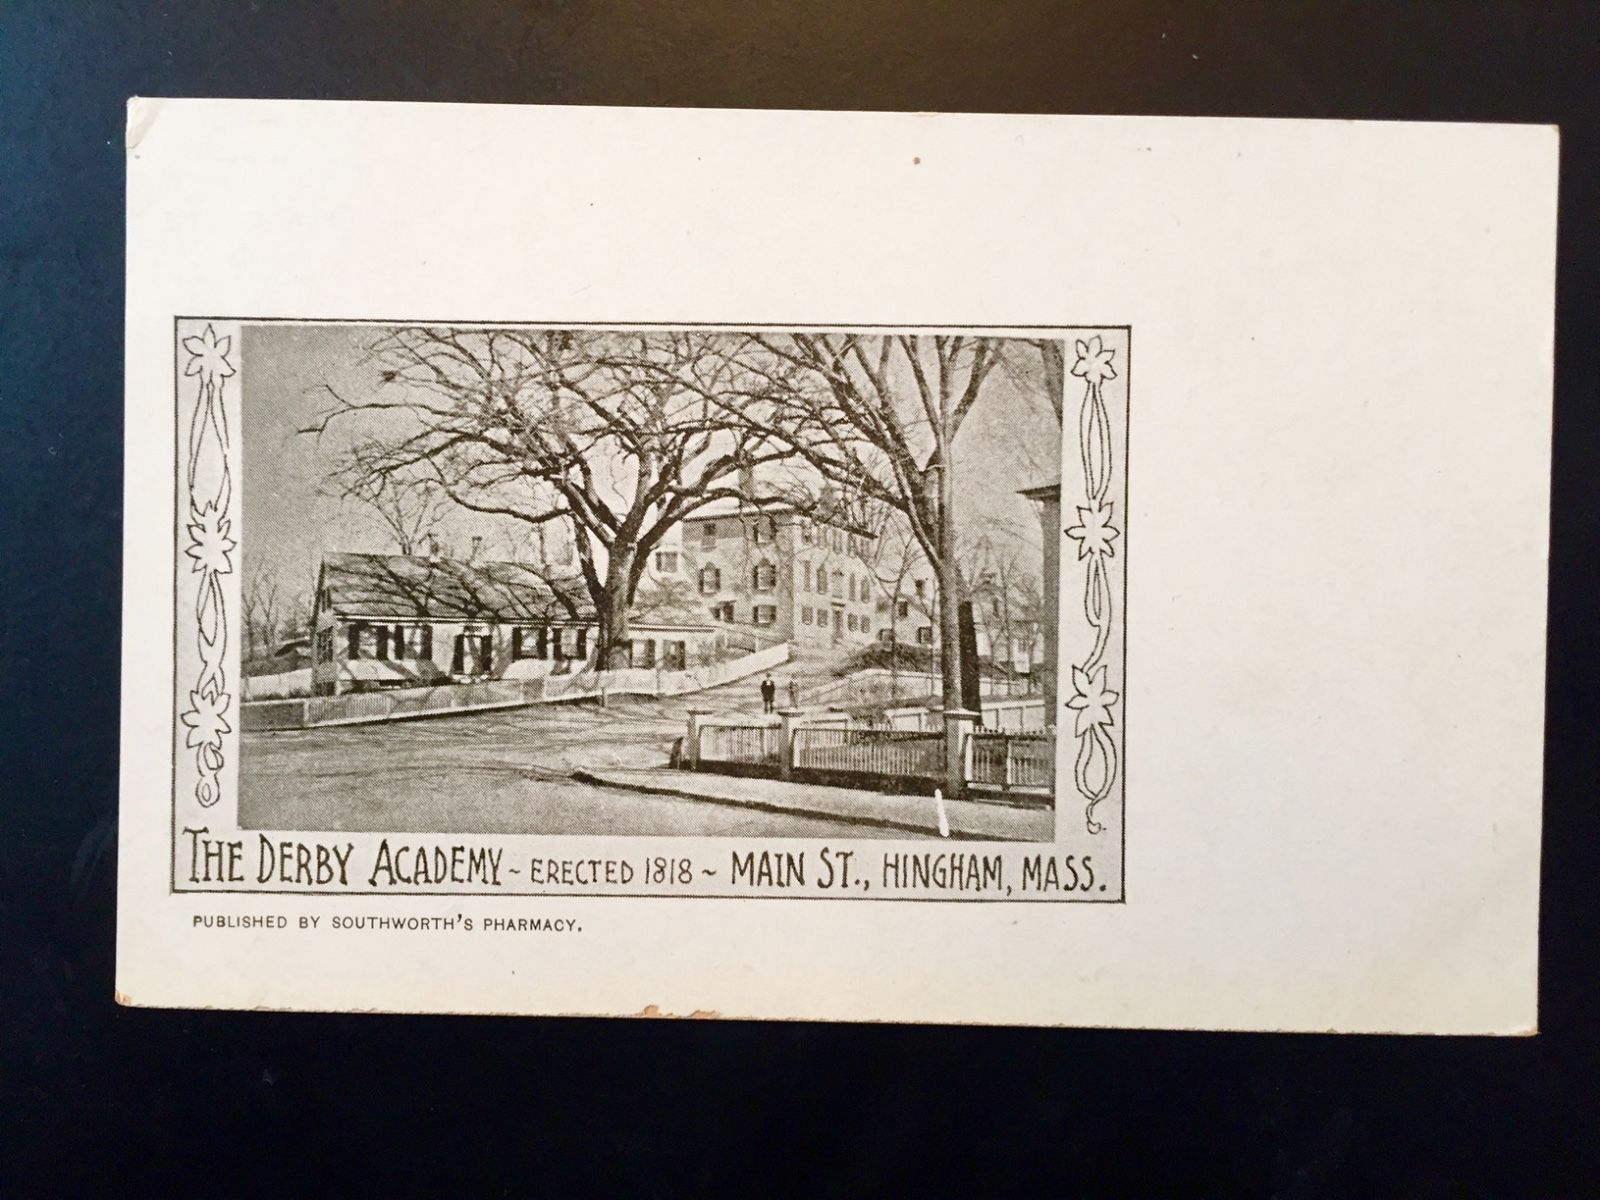 THE DERBY ACADEMY ~ ERECTED 1818 ~ MAIN ST., HINGHAM, MASS.
PUBLISHED BY SOUTHWORTH'S PHARMACY.